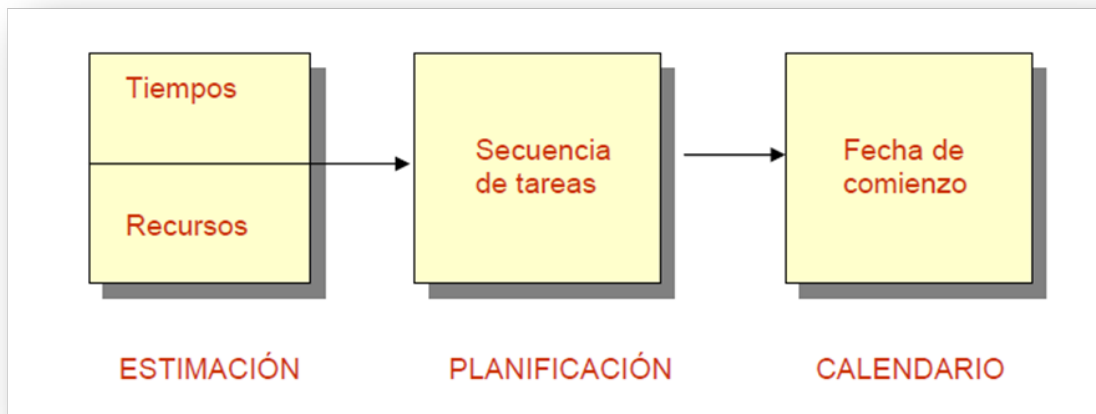 Tiempos
Recursos
Secuencia
de tareas
Fecha de
comienzo
ESTIMACIÓN
PLANIFICACIÓN
CALENDARIO